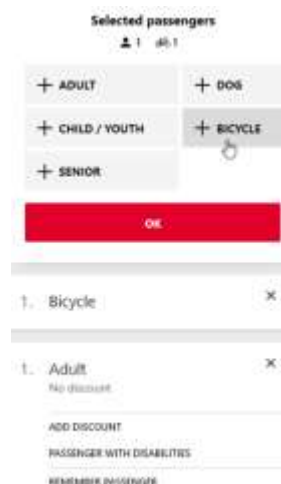 Selected passengers
1 1
+ ADULT + DOG
+ CHILD / YOUTH + BICYCLE
+ SENIOR
OK
1. Bicycle ×
1. Adult ×
No discount
ADD DISCOUNT
PASSENGER WITH DISABILITIES
REMEMBER PASSENGER